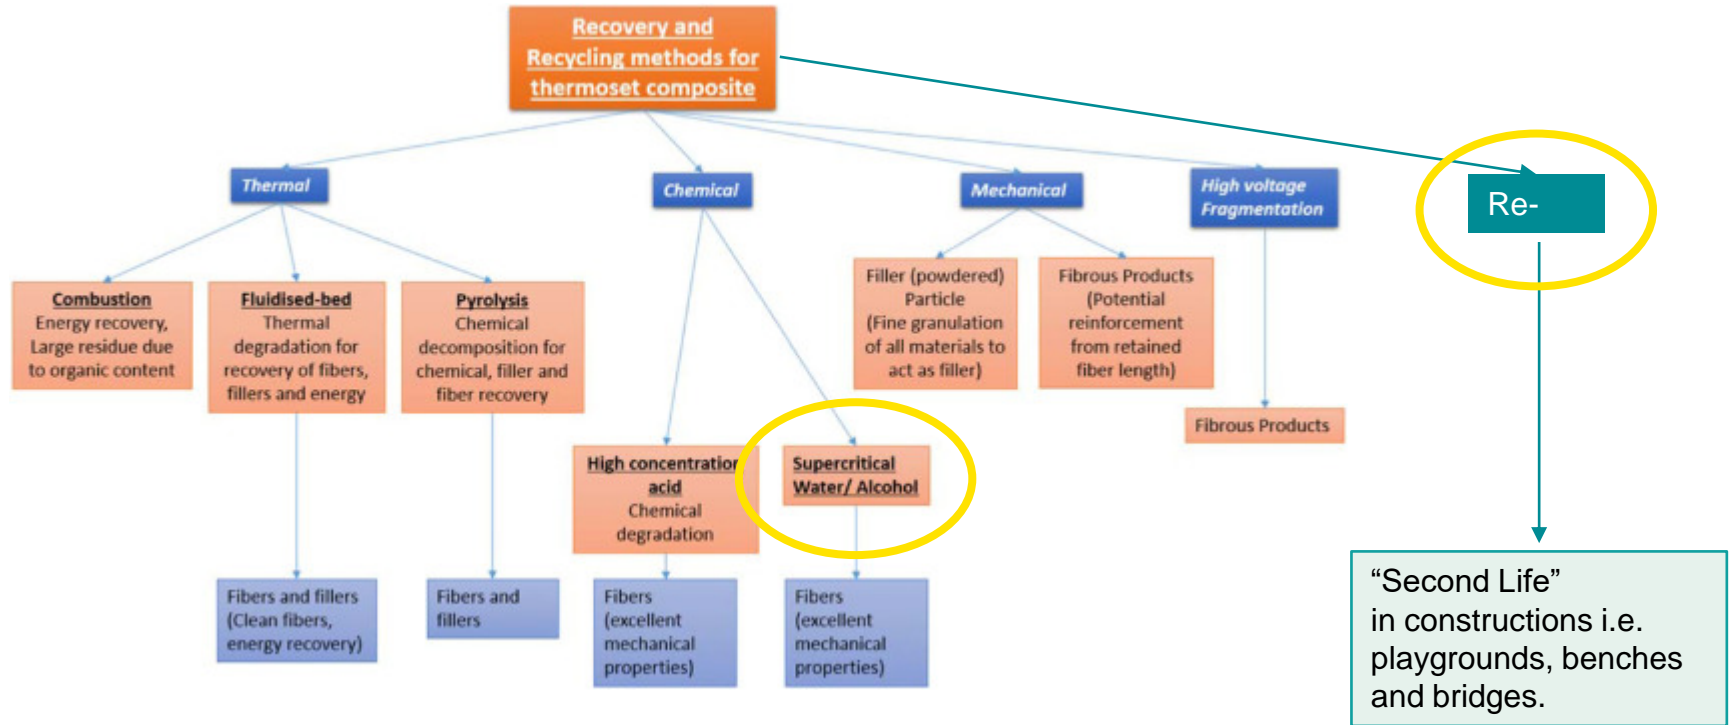 Recovery and
Recycling methods for
thermoset composite
Thermal
Chemical
Mechanical
High voltage
Fragmentation
Re-
Combustion
Energy recovery,
Large residue due
to organic content
Fluidised-bed
Thermal
degradation for
recovery of fibers,
fillers and energy
Pyrolysis
Chemical
decomposition for
chemical, filler and
fiber recovery
Filler (powdered)
Particle
(Fine granulation
of all materials to
act as filler)
Fibrous Products
(Potential
reinforcement
from retained
fiber length)
Fibrous Products
High concentration
acid
Chemical
degradation
Supercritical
Water/ Alcohol
Fibers and fillers
(Clean fibers,
energy recovery)
Fibers and
fillers
Fibers
(excellent
mechanical
properties)
Fibers
(excellent
mechanical
properties)
“Second Life”
in constructions i.e.
playgrounds, benches
and bridges.